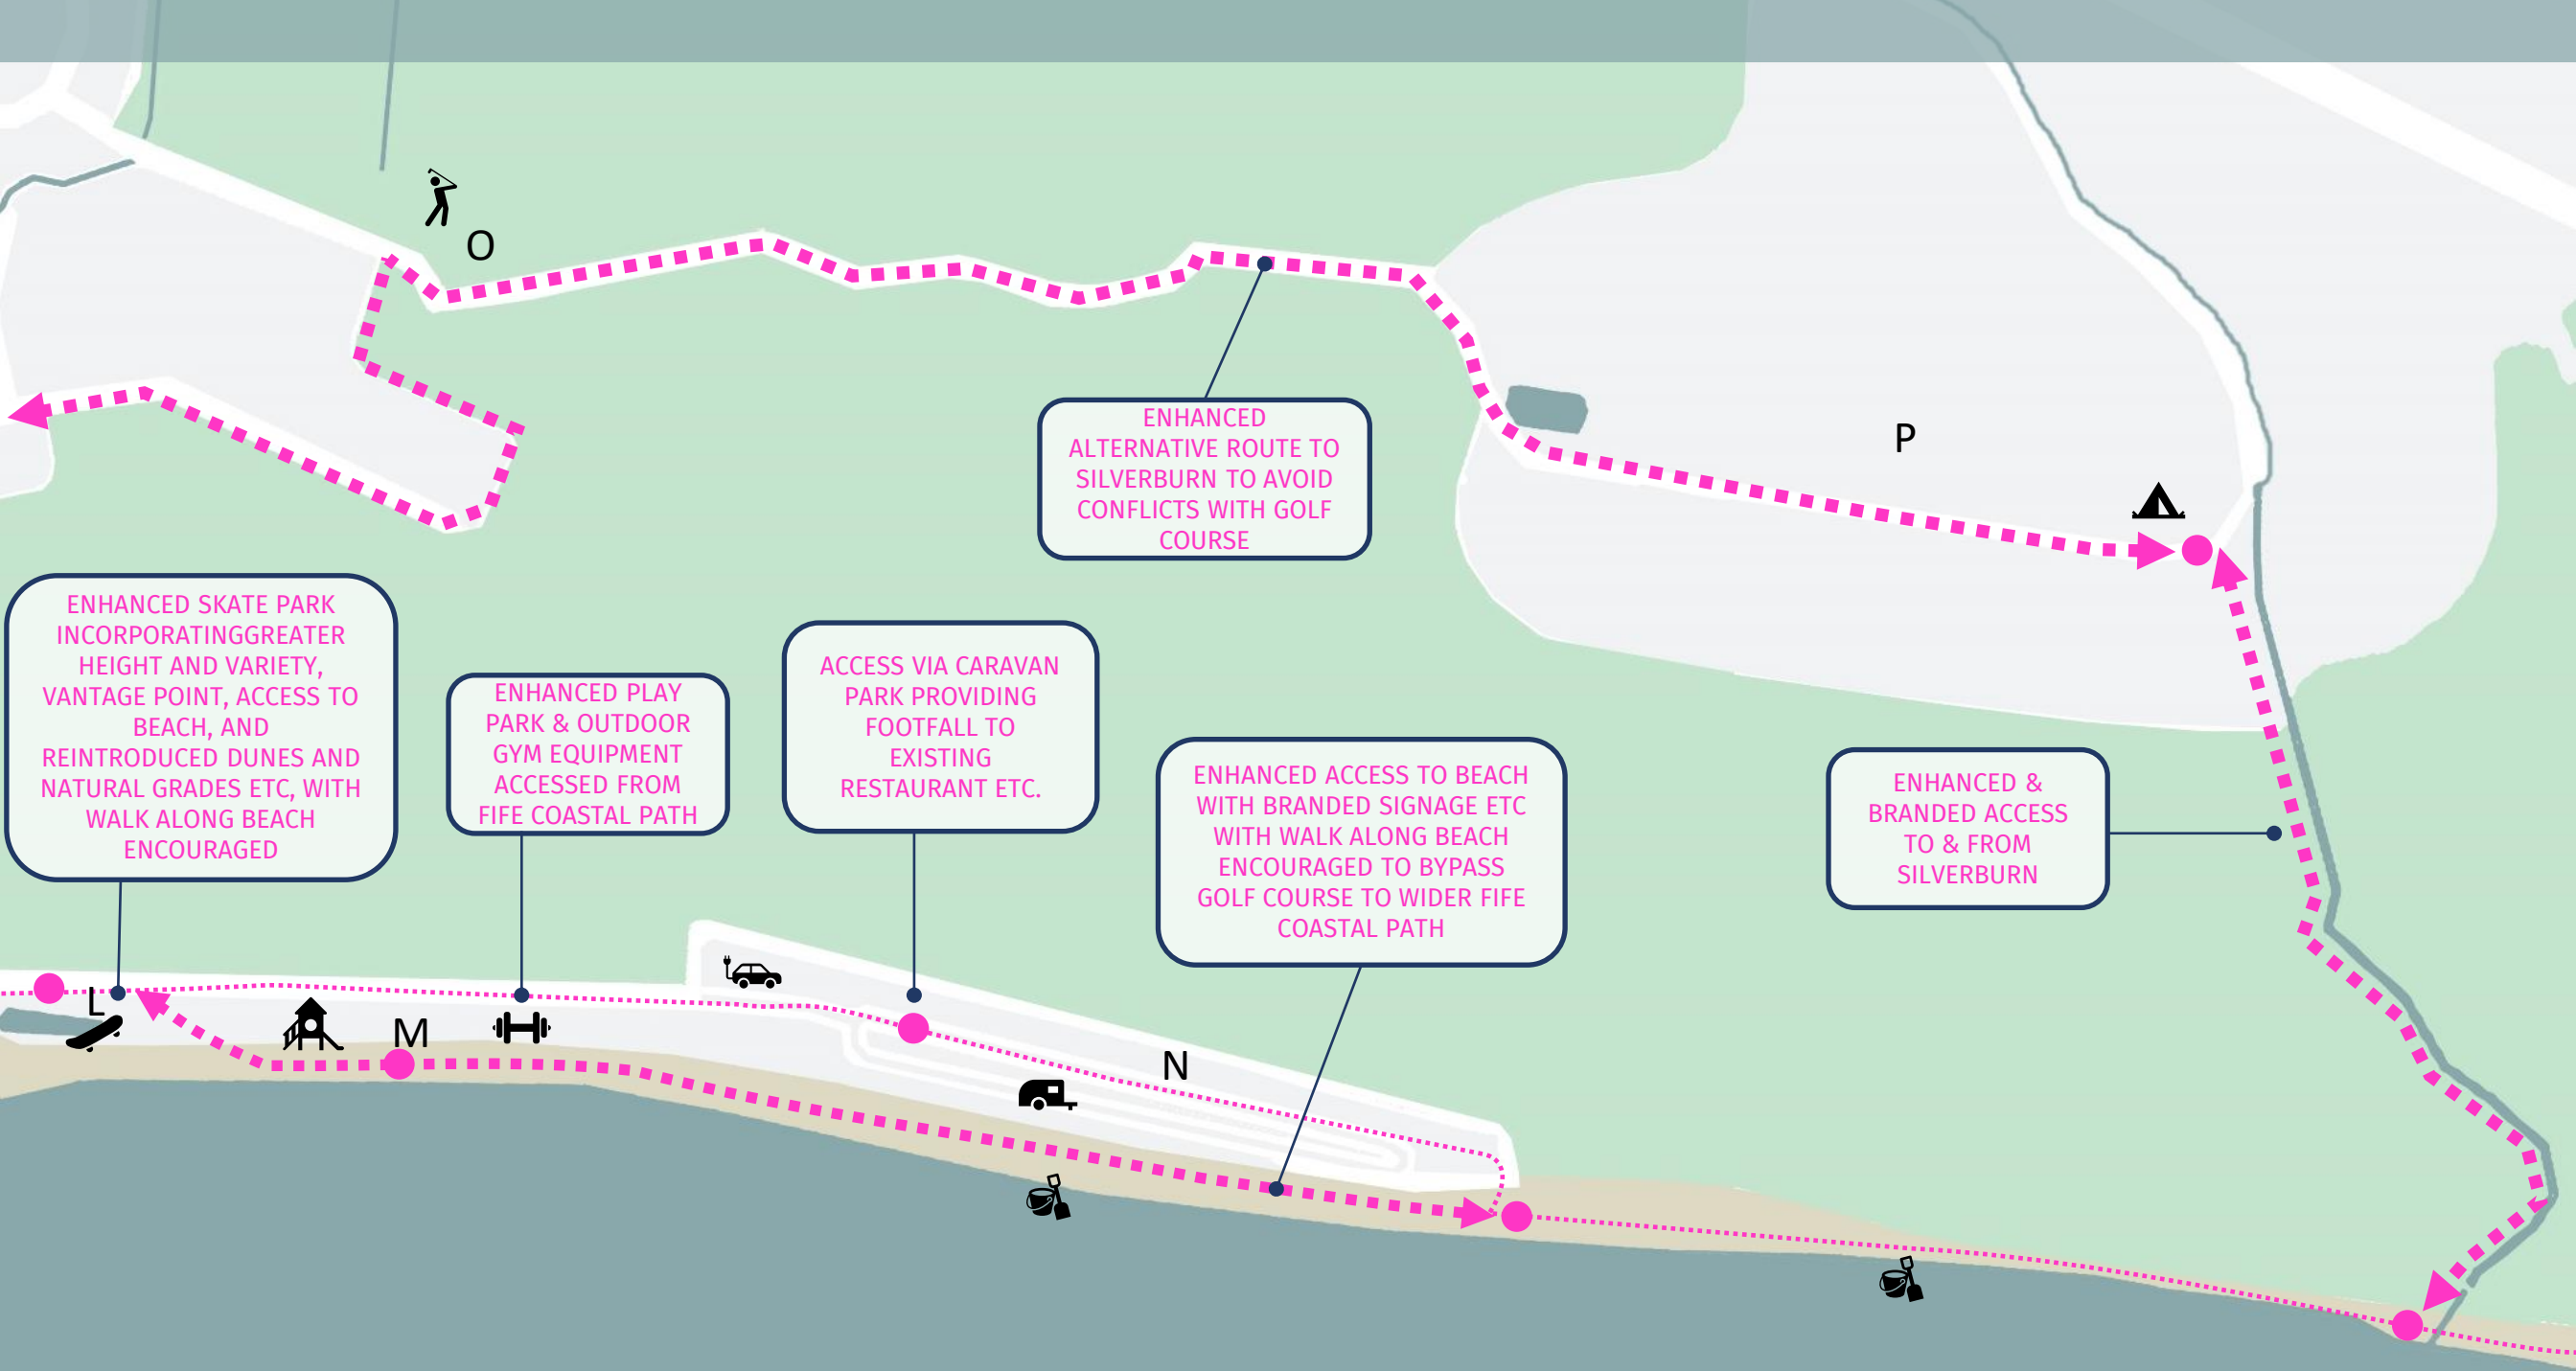 O
P
ENHANCED
ALTERNATIVE ROUTE TO
SILVERBURN TO AVOID
CONFLICTS WITH GOLF
COURSE
ENHANCED SKATE PARK
INCORPORATINGGREATER
HEIGHT AND VARIETY,
VANTAGE POINT, ACCESS TO
BEACH, AND
REINTRODUCED DUNES AND
NATURAL GRADES ETC, WITH
WALK ALONG BEACH
ENCOURAGED
ENHANCED PLAY
PARK & OUTDOOR
GYM EQUIPMENT
ACCESSED FROM
FIFE COASTAL PATH
ACCESS VIA CARAVAN
PARK PROVIDING
FOOTFALL TO
EXISTING
RESTAURANT ETC.
ENHANCED ACCESS TO BEACH
WITH BRANDED SIGNAGE ETC
WITH WALK ALONG BEACH
ENCOURAGED TO BYPASS
GOLF COURSE TO WIDER FIFE
COASTAL PATH
ENHANCED &
BRANDED ACCESS
TO & FROM
SILVERBURN
L
M
N